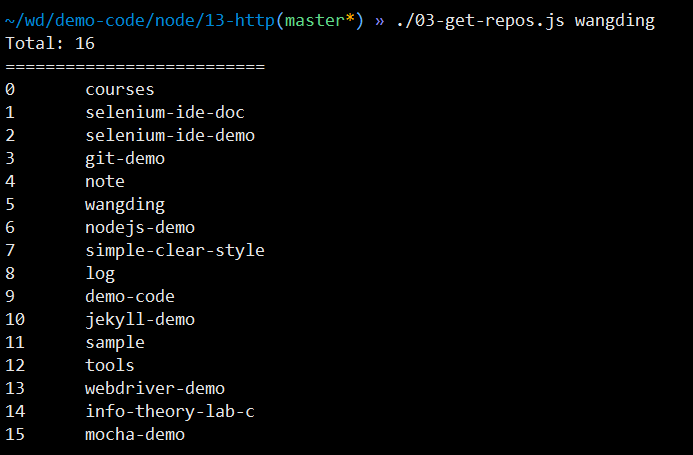 ~/wd/demo-code/node/13-http(master*) » ./03-get-repos.js wangding
Total: 16
==========================
0 courses
1 selenium-ide-doc
2 selenium-ide-demo
3 git-demo
4 note
5 wangding
6 nodejs-demo
7 simple-clear-style
8 log
9 demo-code
10 jekyll-demo
11 sample
12 tools
13 webdriver-demo
14 info-theory-lab-c
15 mocha-demo